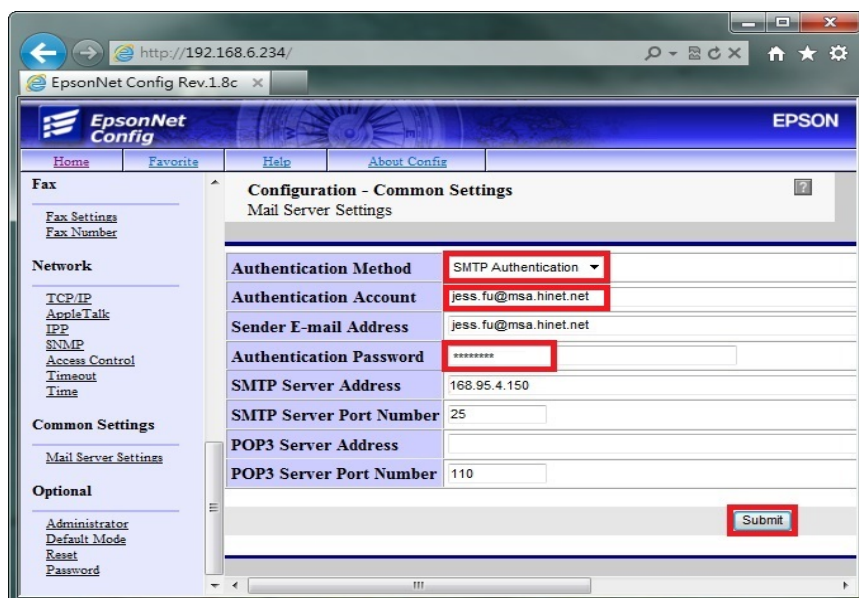 http://192.168.6.234/
EpsonNet Config Rev.1.8c
EpsonNet
Config
EPSON
Home Favorite Help About Config
Fax
Fax Settings
Fax Number
Network
TCP/IP
AppleTalk
IPP
SNMP
Access Control
Timeout
Time
Common Settings
Mail Server Settings
Optional
Administrator
Default Mode
Reset
Password
Configuration - Common Settings
?
Mail Server Settings
Authentication Method SMTP Authentication
Authentication Account jess.fu@msa.hinet.net
Sender E-mail Address jess.fu@msa.hinet.net
Authentication Password ********
SMTP Server Address 168.95.4.150
SMTP Server Port Number 25
POP3 Server Address
POP3 Server Port Number 110
Submit